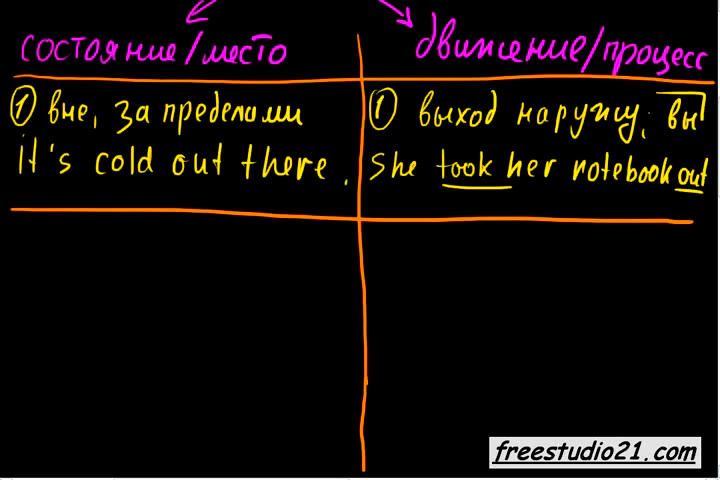 состояние/место
движение/процесс
① вне, за пределами
① выход наружу; вы
it's cold out there.
she took her notebook out
freestudio21.com